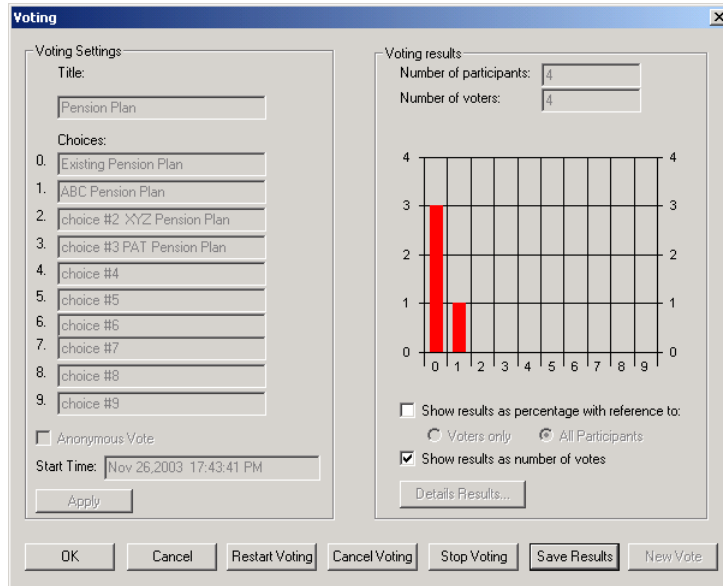 Voting
Voting Settings
Title:
Pension Plan
Choices:
0. Existing Pension Plan
1. ABC Pension Plan
2. choice #2 XYZ Pension Plan
3. choice #3 PAT Pension Plan
4. choice #4
5. choice #5
6. choice #6
7. choice #7
8. choice #8
9. choice #9
Anonymous Vote
Start Time: Nov 26,2003 17:43:41 PM
Apply
Voting results
Number of participants: 4
Number of voters: 4
4 4
3 3
2 2
1 1
0 0
0 1 2 3 4 5 6 7 8 9
Show results as percentage with reference to:
Voters only All Participants
Show results as number of votes
Details Results...
OK Cancel Restart Voting Cancel Voting Stop Voting Save Results New Vote